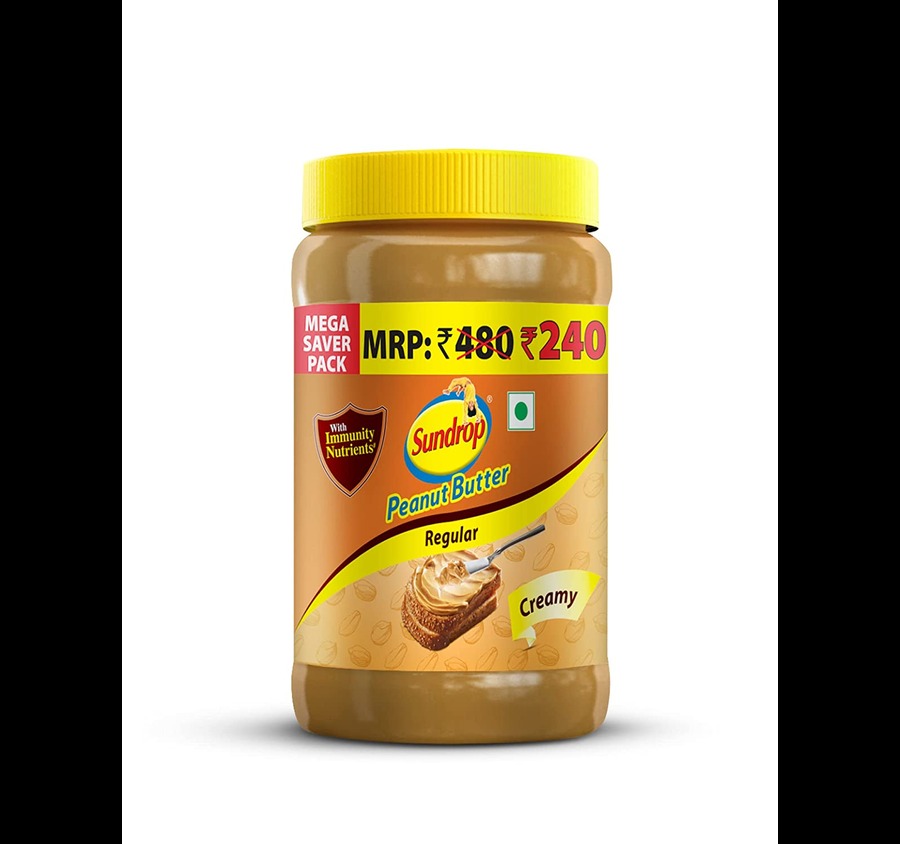 MEGA
SAVER
PACK
MRP: ₹480 ₹240
With
Immunity
Nutrients#
Sundrop®
Peanut Butter
Regular
Creamy